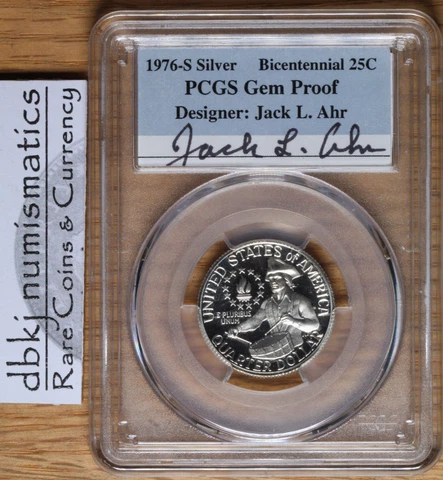 1976-S Silver Bicentennial 25C
PCGS Gem Proof
Designer: Jack L. Ahr
Jack L. Ahr
UNITED STATES of AMERICA
E PLURIBUS
UNUM
QUARTER DOLLAR
dbkj numismatics
Rare Coins & Currency